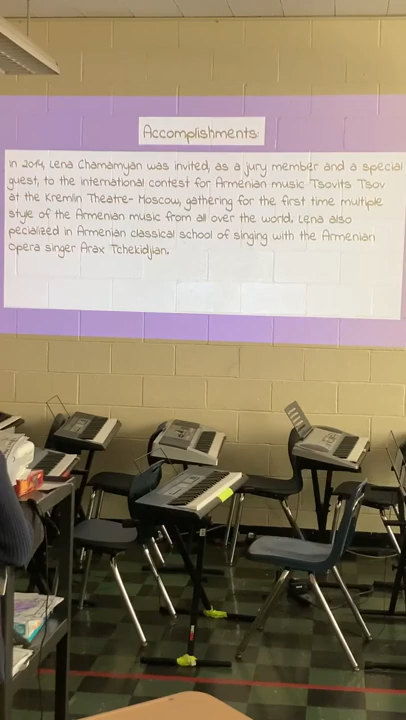 Accomplishments:
In 2014, Lena Chamamyan was invited, as a jury member and a special
guest, to the international contest for Armenian music Tsovits Tsov
at the Kremlin Theatre- Moscow, gathering for the first time multiple
style of the Armenian music from all over the world. Lena also
pecialized in Armenian classical school of singing with the Armenian
Opera singer Arax Tchekidjian.